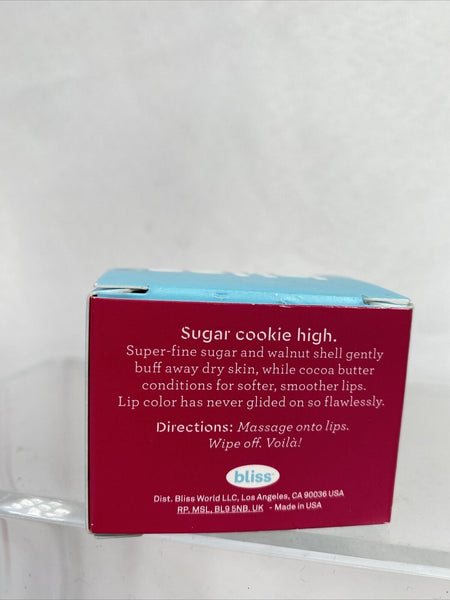 Sugar cookie high.
Super-fine sugar and walnut shell gently
buff away dry skin, while cocoa butter
conditions for softer, smoother lips.
Lip color has never glided on so flawlessly.
Directions: Massage onto lips.
Wipe off. Voilà!
bliss
Dist. Bliss World LLC, Los Angeles, CA 90036 USA
RP, MSL, BL9 5NB, UK - Made in USA